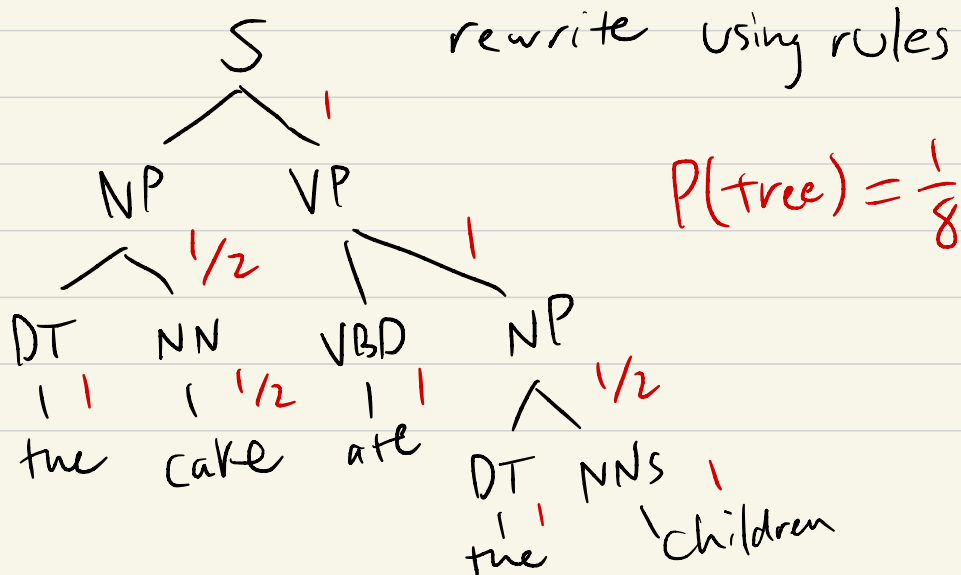 S rewrite using rules
1
NP VP P(tree) = 1/8
1/2 1
DT NN VBD NP
1 1/2 1 1/2
the cake ate
DT NNS 1
1 children
the